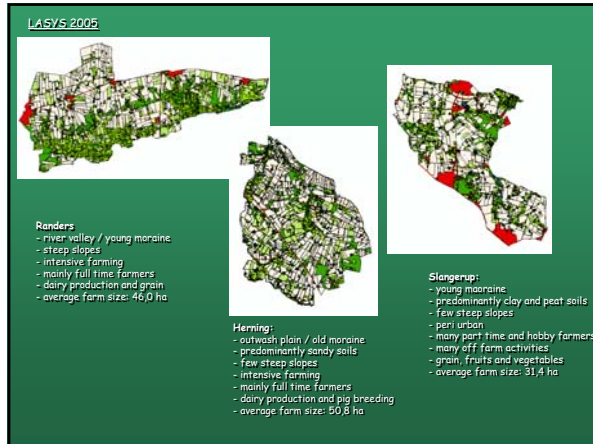 LASYS 2005
Randers
- river valley / young moraine
- steep slopes
- intensive farming
- mainly full time farmers
- dairy production and grain
- average farm size: 46,0 ha
Herning:
- outwash plain / old moraine
- predominantly sandy soils
- few steep slopes
- intensive farming
- mainly full time farmers
- dairy production and pig breeding
- average farm size: 50,8 ha
Slangerup:
- young maoraine
- predominantly clay and peat soils
- few steep slopes
- peri urban
- many part time and hobby farmers
- many off farm activities
- grain, fruits and vegetables
- average farm size: 31,4 ha